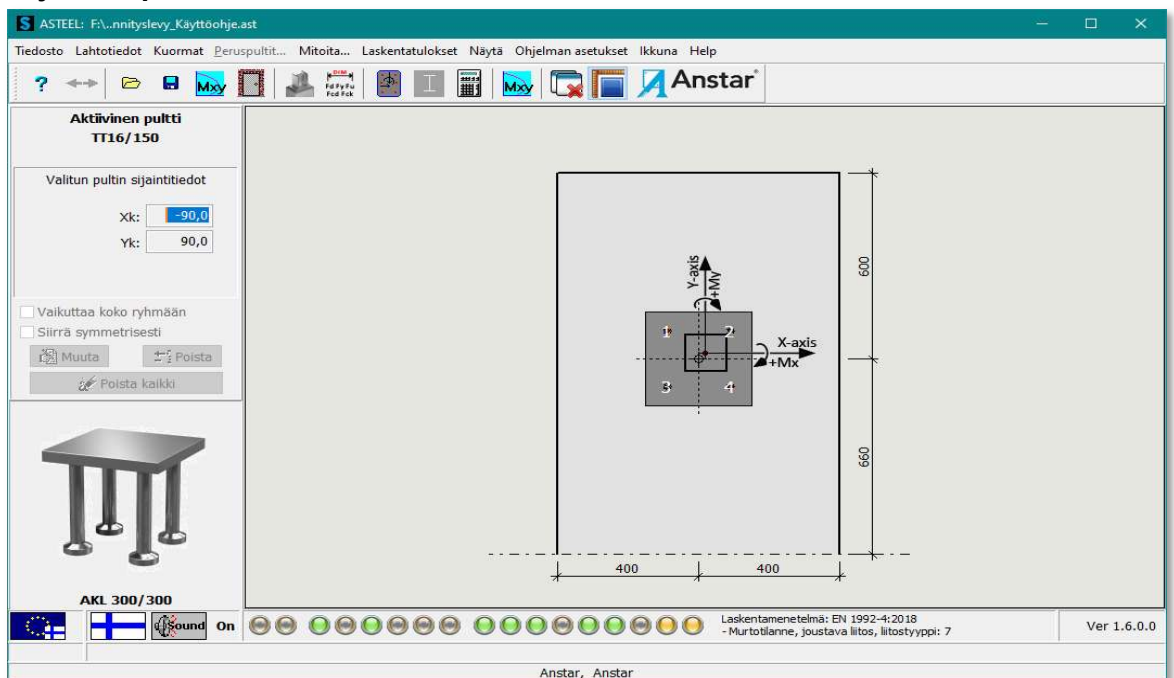 ASTEEL: F:\..nnityslevy_Käyttöohje.ast
Tiedosto Lahtotiedot Kuormat Peruspultit... Mitoita... Laskentatulokset Näytä Ohjelman asetukset Ikkuna Help
? Mxy DIM Fd Fy Fu Fcd Fck Mxy Anstar
Aktiivinen pultti
TT16/150
Valitun pultin sijaintitiedot
Xk: -90,0
Yk: 90,0
Vaikuttaa koko ryhmään
Siirrä symmetrisesti
Muuta Poista
Poista kaikki
AKL 300/300
Y-axis
+My
X-axis
+Mx
1 2
3 4
600
660
400 400
Sound On
Laskentamenetelmä: EN 1992-4:2018
- Murtotilanne, joustava liitos, liitostyyppi: 7
Ver 1.6.0.0
Anstar, Anstar